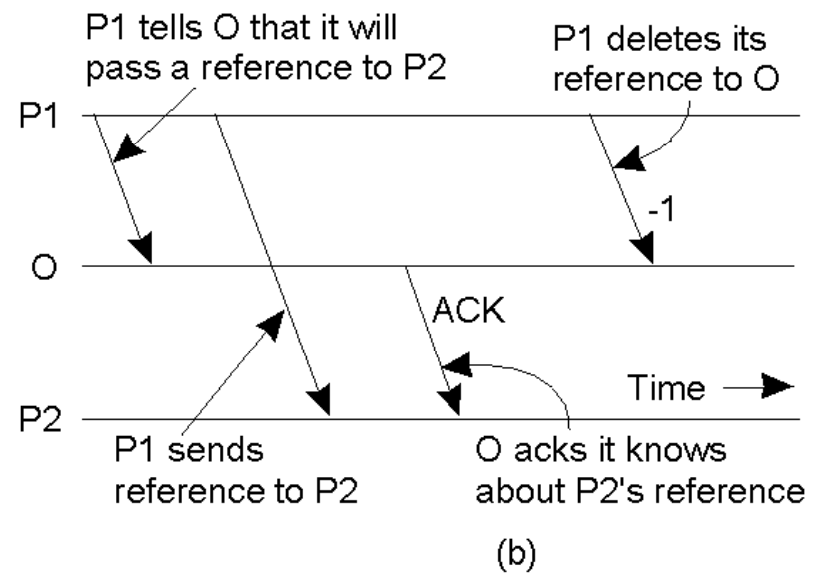 P1 tells O that it will
pass a reference to P2
P1 deletes its
reference to O
P1
-1
O
ACK
Time
P2
P1 sends
reference to P2
O acks it knows
about P2's reference
(b)